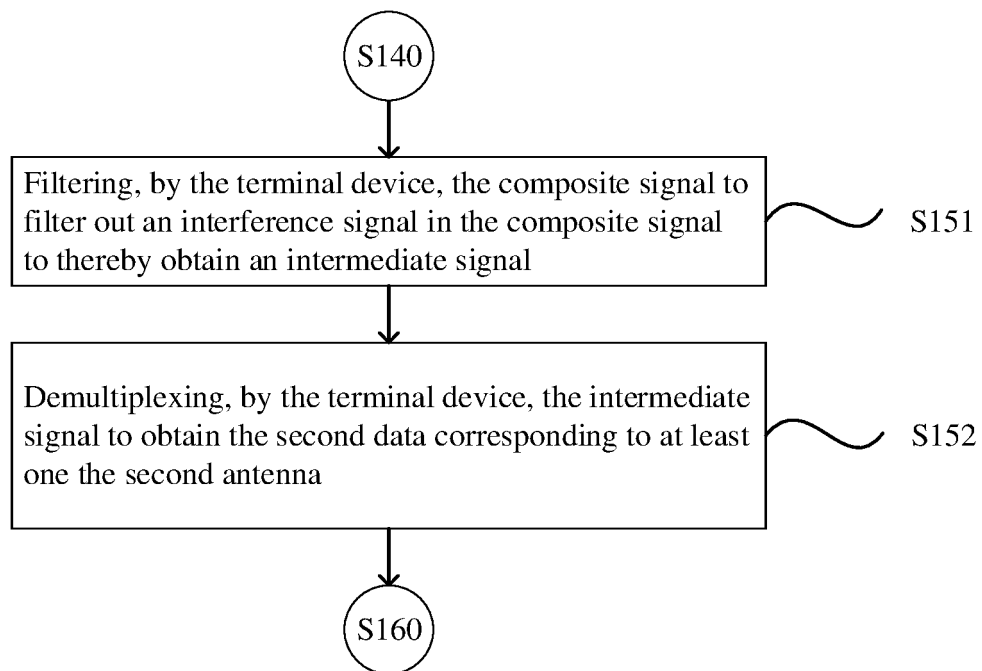 S140
Filtering, by the terminal device, the composite signal to
filter out an interference signal in the composite signal
to thereby obtain an intermediate signal
S151
Demultiplexing, by the terminal device, the intermediate
signal to obtain the second data corresponding to at least
one the second antenna
S152
S160